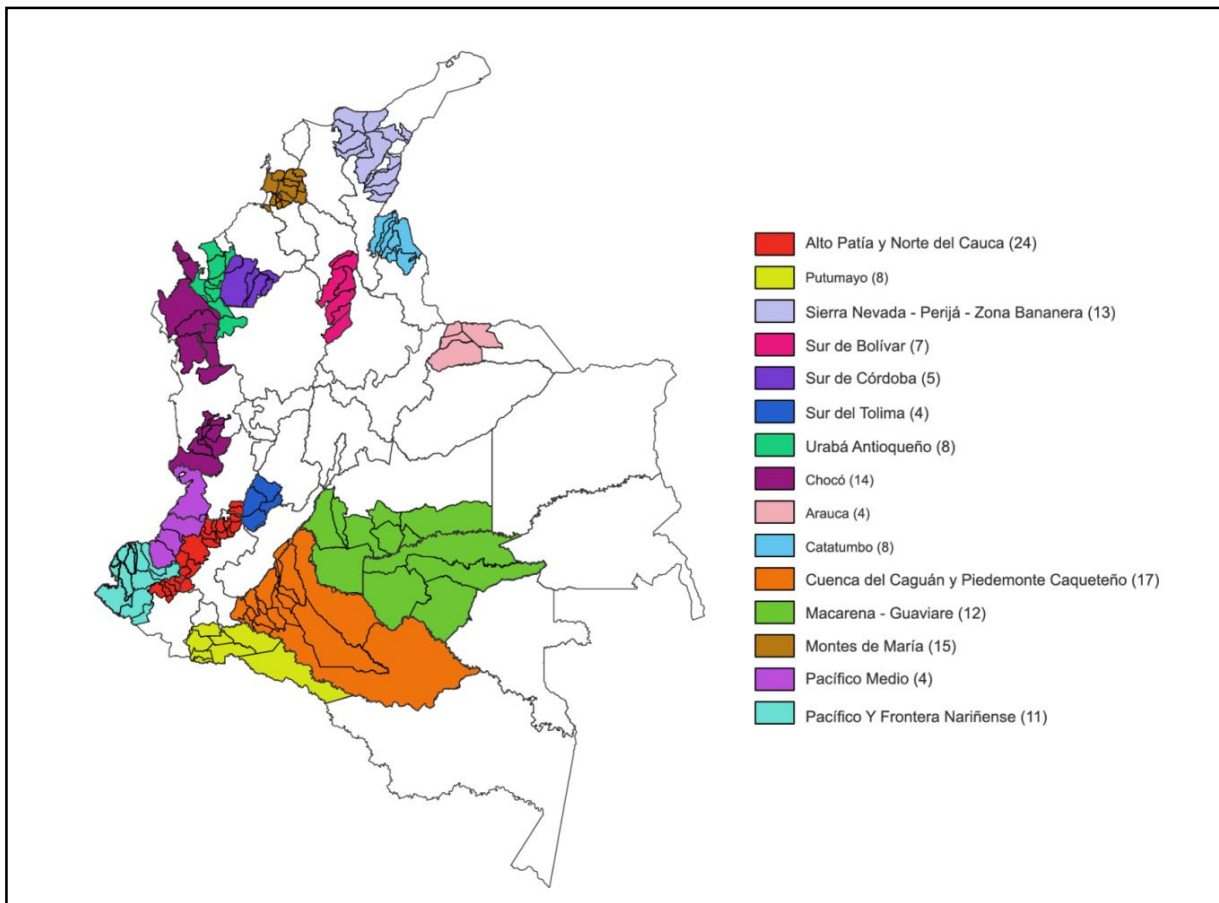 Alto Patía y Norte del Cauca (24)
Putumayo (8)
Sierra Nevada - Perijá - Zona Bananera (13)
Sur de Bolívar (7)
Sur de Córdoba (5)
Sur del Tolima (4)
Urabá Antioqueño (8)
Chocó (14)
Arauca (4)
Catatumbo (8)
Cuenca del Caguán y Piedemonte Caqueteño (17)
Macarena - Guaviare (12)
Montes de María (15)
Pacífico Medio (4)
Pacífico Y Frontera Nariñense (11)